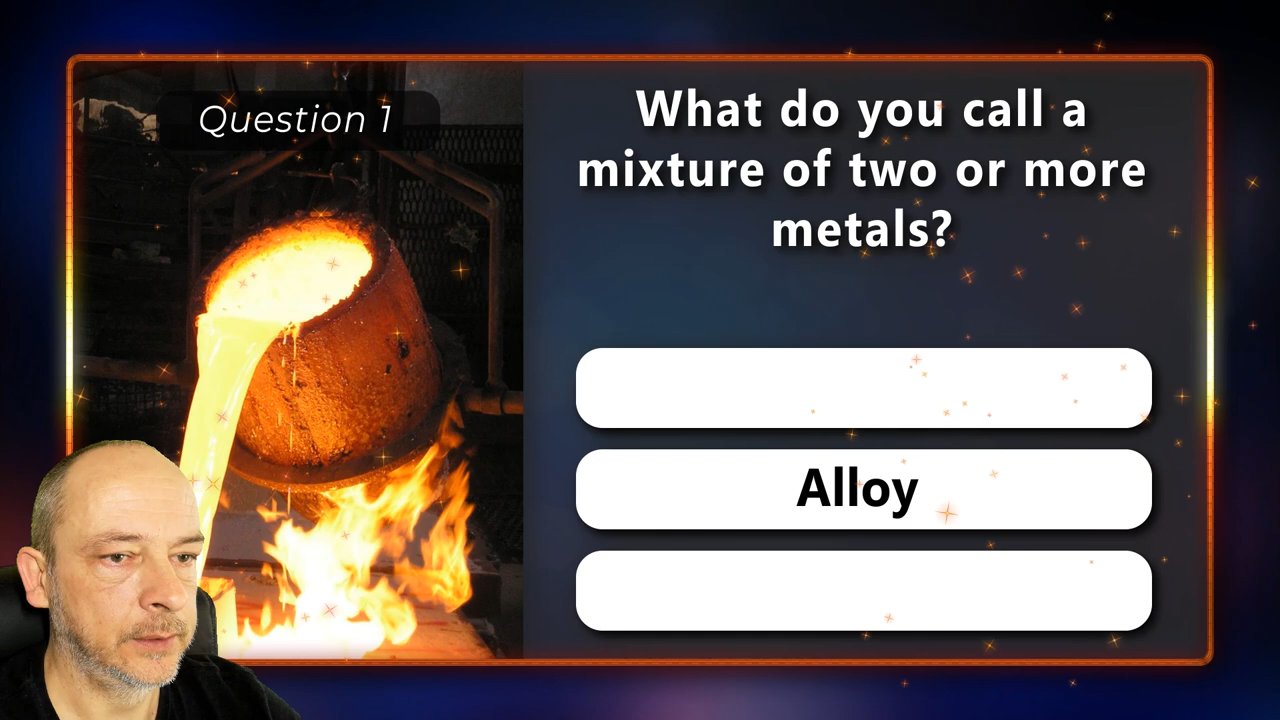 Question 1
What do you call a
mixture of two or more
metals?
Alloy